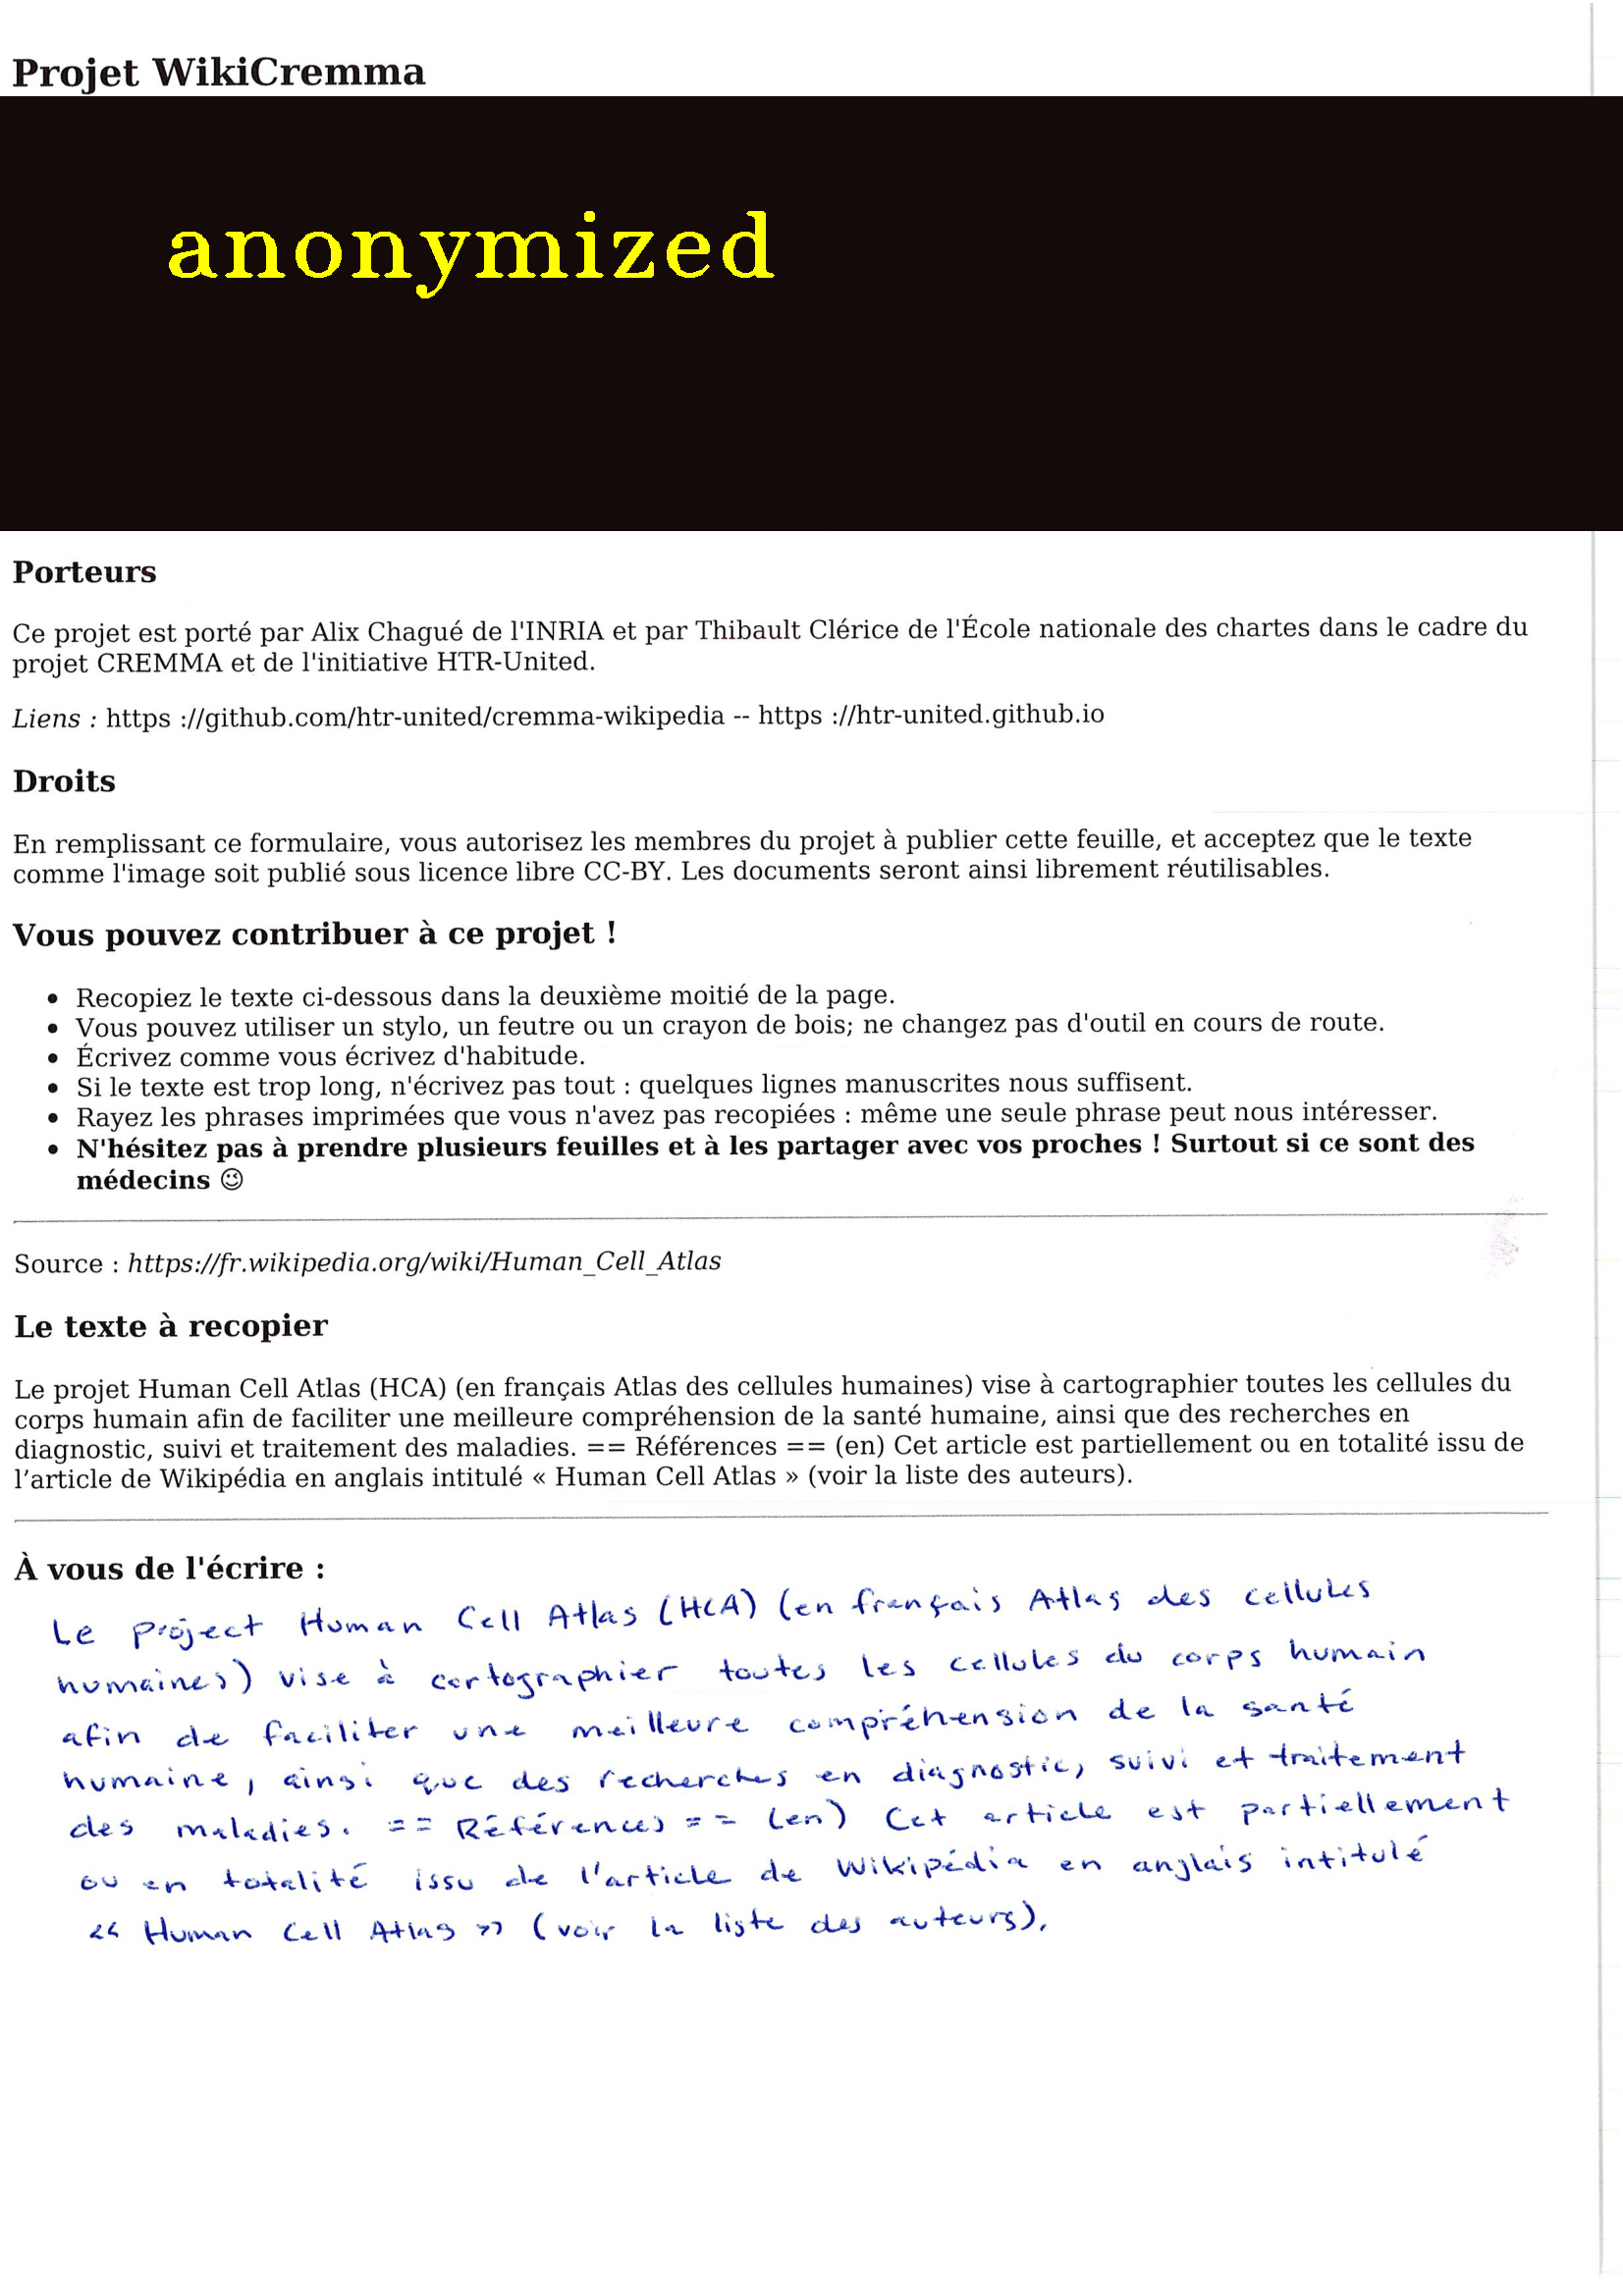 Projet WikiCremma
anonymized
Porteurs
Ce projet est porté par Alix Chagué de l'INRIA et par Thibault Clérice de l'École nationale des chartes dans le cadre du
projet CREMMA et de l'initiative HTR-United.
Liens : https ://github.com/htr-united/cremma-wikipedia -- https ://htr-united.github.io
Droits
En remplissant ce formulaire, vous autorisez les membres du projet à publier cette feuille, et acceptez que le texte
comme l'image soit publié sous licence libre CC-BY. Les documents seront ainsi librement réutilisables.
Vous pouvez contribuer à ce projet !
• Recopiez le texte ci-dessous dans la deuxième moitié de la page.
• Vous pouvez utiliser un stylo, un feutre ou un crayon de bois; ne changez pas d'outil en cours de route.
• Écrivez comme vous écrivez d'habitude.
• Si le texte est trop long, n'écrivez pas tout : quelques lignes manuscrites nous suffisent.
• Rayez les phrases imprimées que vous n'avez pas recopiées : même une seule phrase peut nous intéresser.
• N'hésitez pas à prendre plusieurs feuilles et à les partager avec vos proches ! Surtout si ce sont des
médecins 😉
Source : https://fr.wikipedia.org/wiki/Human_Cell_Atlas
Le texte à recopier
Le projet Human Cell Atlas (HCA) (en français Atlas des cellules humaines) vise à cartographier toutes les cellules du
corps humain afin de faciliter une meilleure compréhension de la santé humaine, ainsi que des recherches en
diagnostic, suivi et traitement des maladies. == Références == (en) Cet article est partiellement ou en totalité issu de
l’article de Wikipédia en anglais intitulé « Human Cell Atlas » (voir la liste des auteurs).
À vous de l'écrire :
Le project Human Cell Atlas (HCA) (en français Atlas des cellules
humaines) vise à cartographier toutes les cellules du corps humain
afin de faciliter une meilleure compréhension de la santé
humaine, ainsi que des recherches en diagnostic, suivi et traitement
des maladies. == Références == (en) Cet article est partiellement
ou en totalité issu de l'article de Wikipédia en anglais intitulé
« Human Cell Atlas » (voir la liste des auteurs).